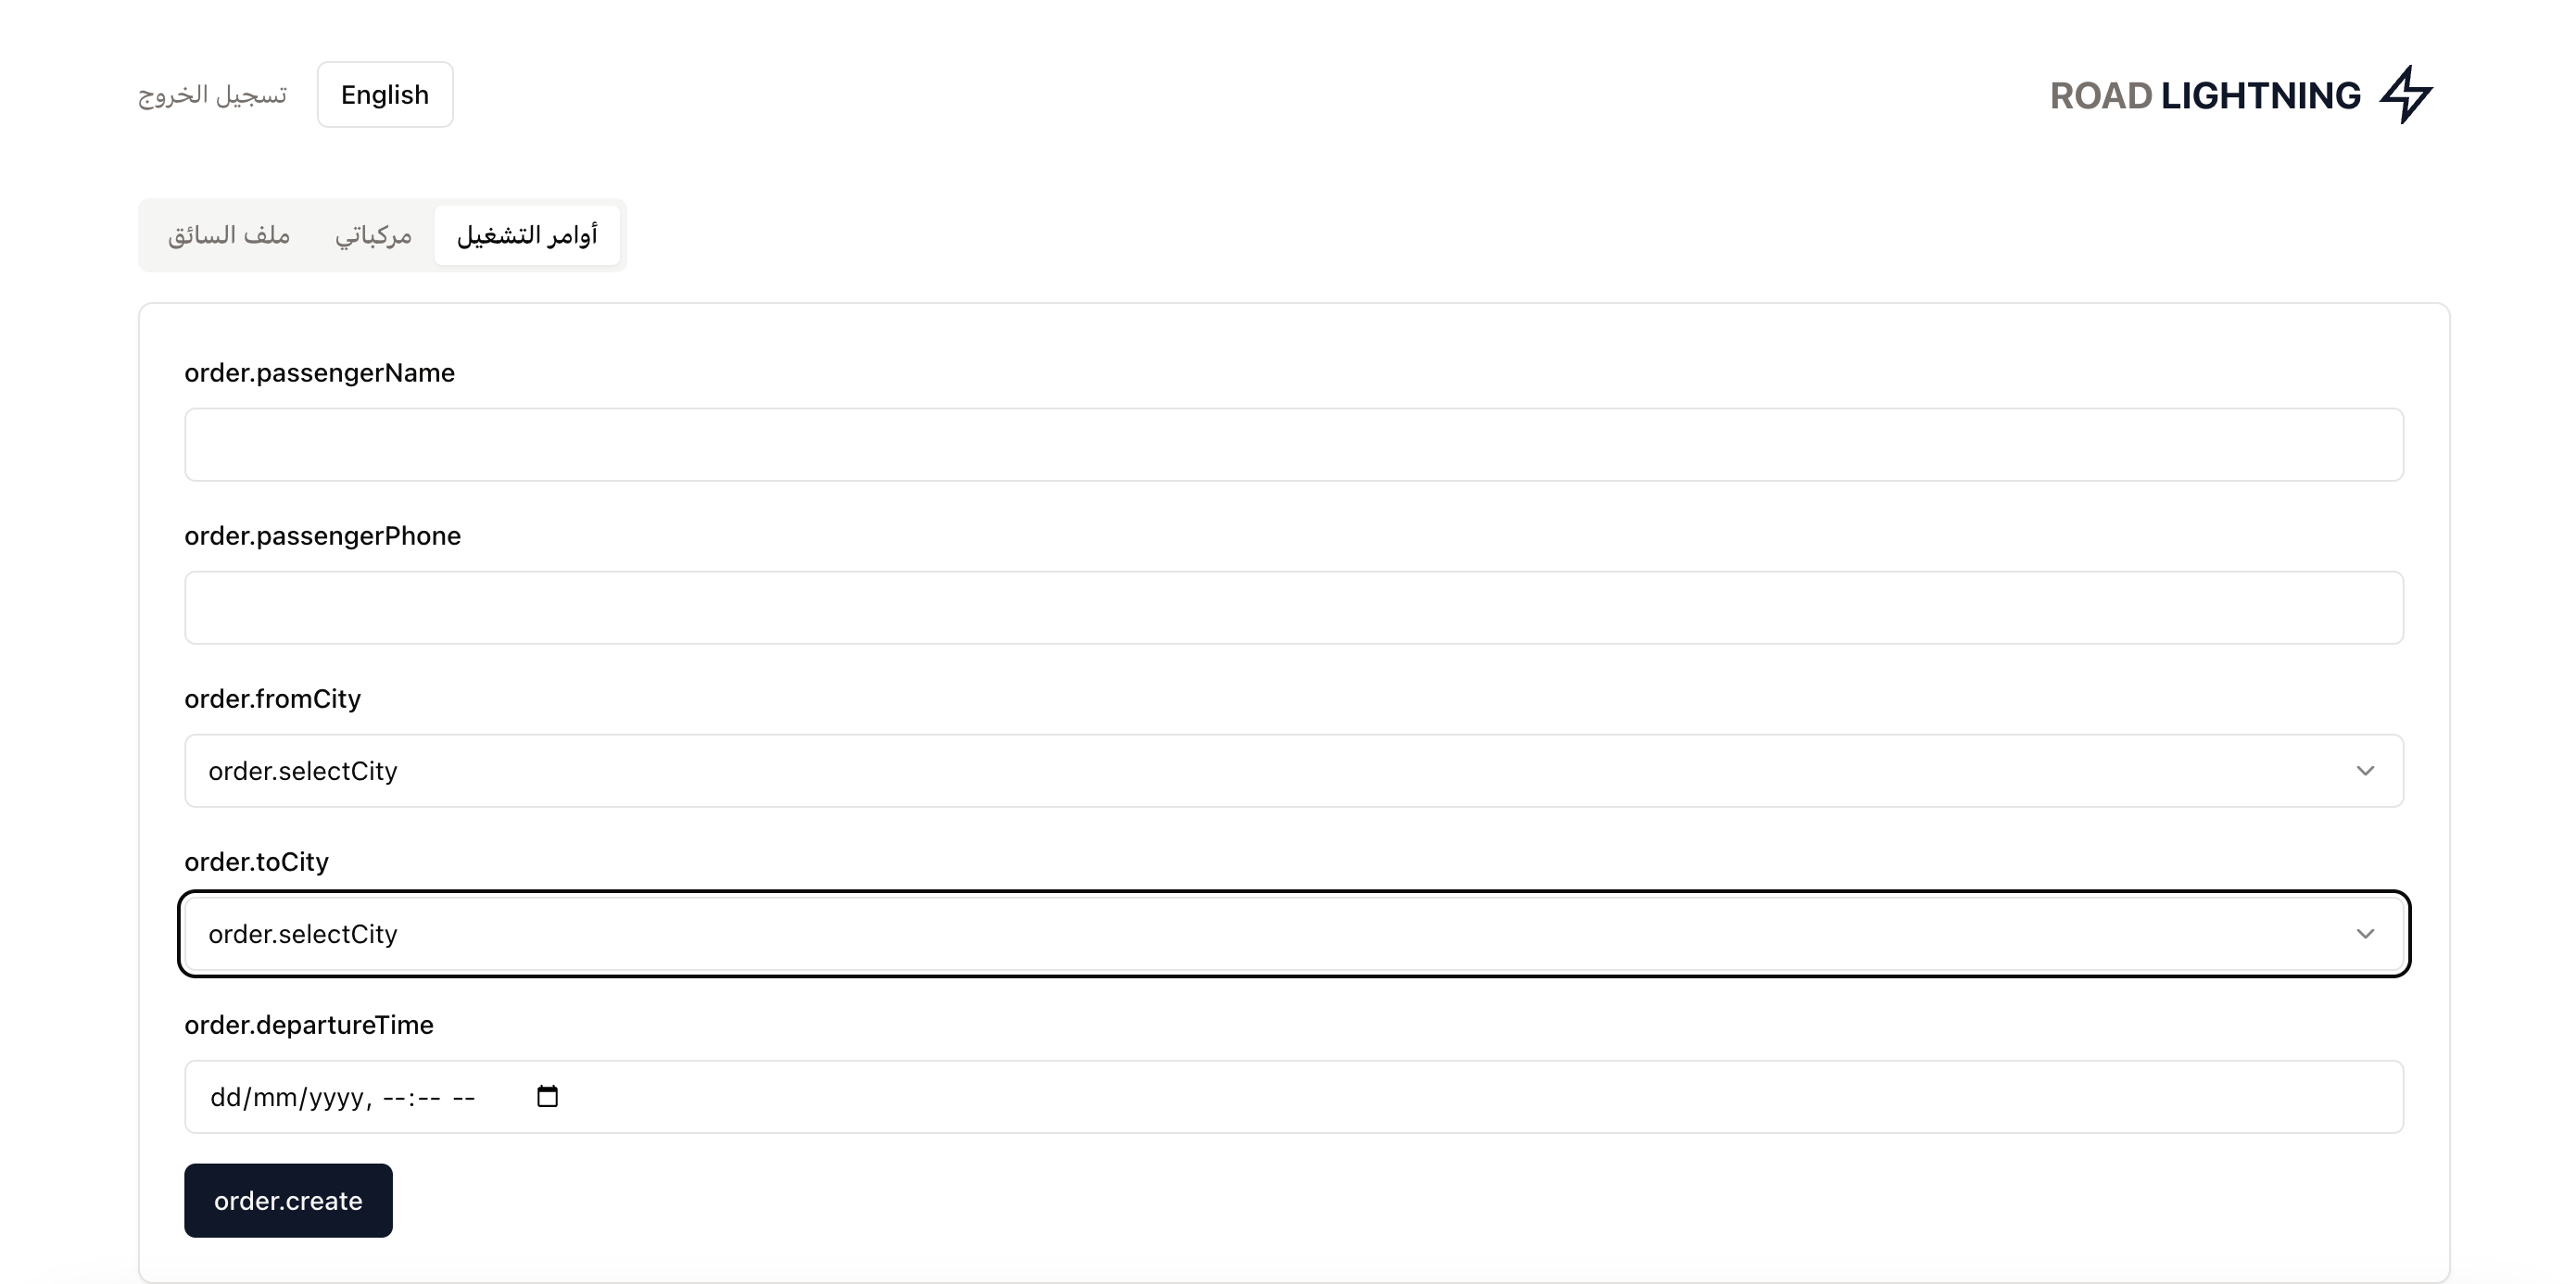 ROAD LIGHTNING
English
تسجيل الخروج
أوامر التشغيل
مركباتي
ملف السائق
order.passengerName
order.passengerPhone
order.fromCity
order.selectCity
order.toCity
order.selectCity
order.departureTime
dd/mm/yyyy, --:-- --
order.create